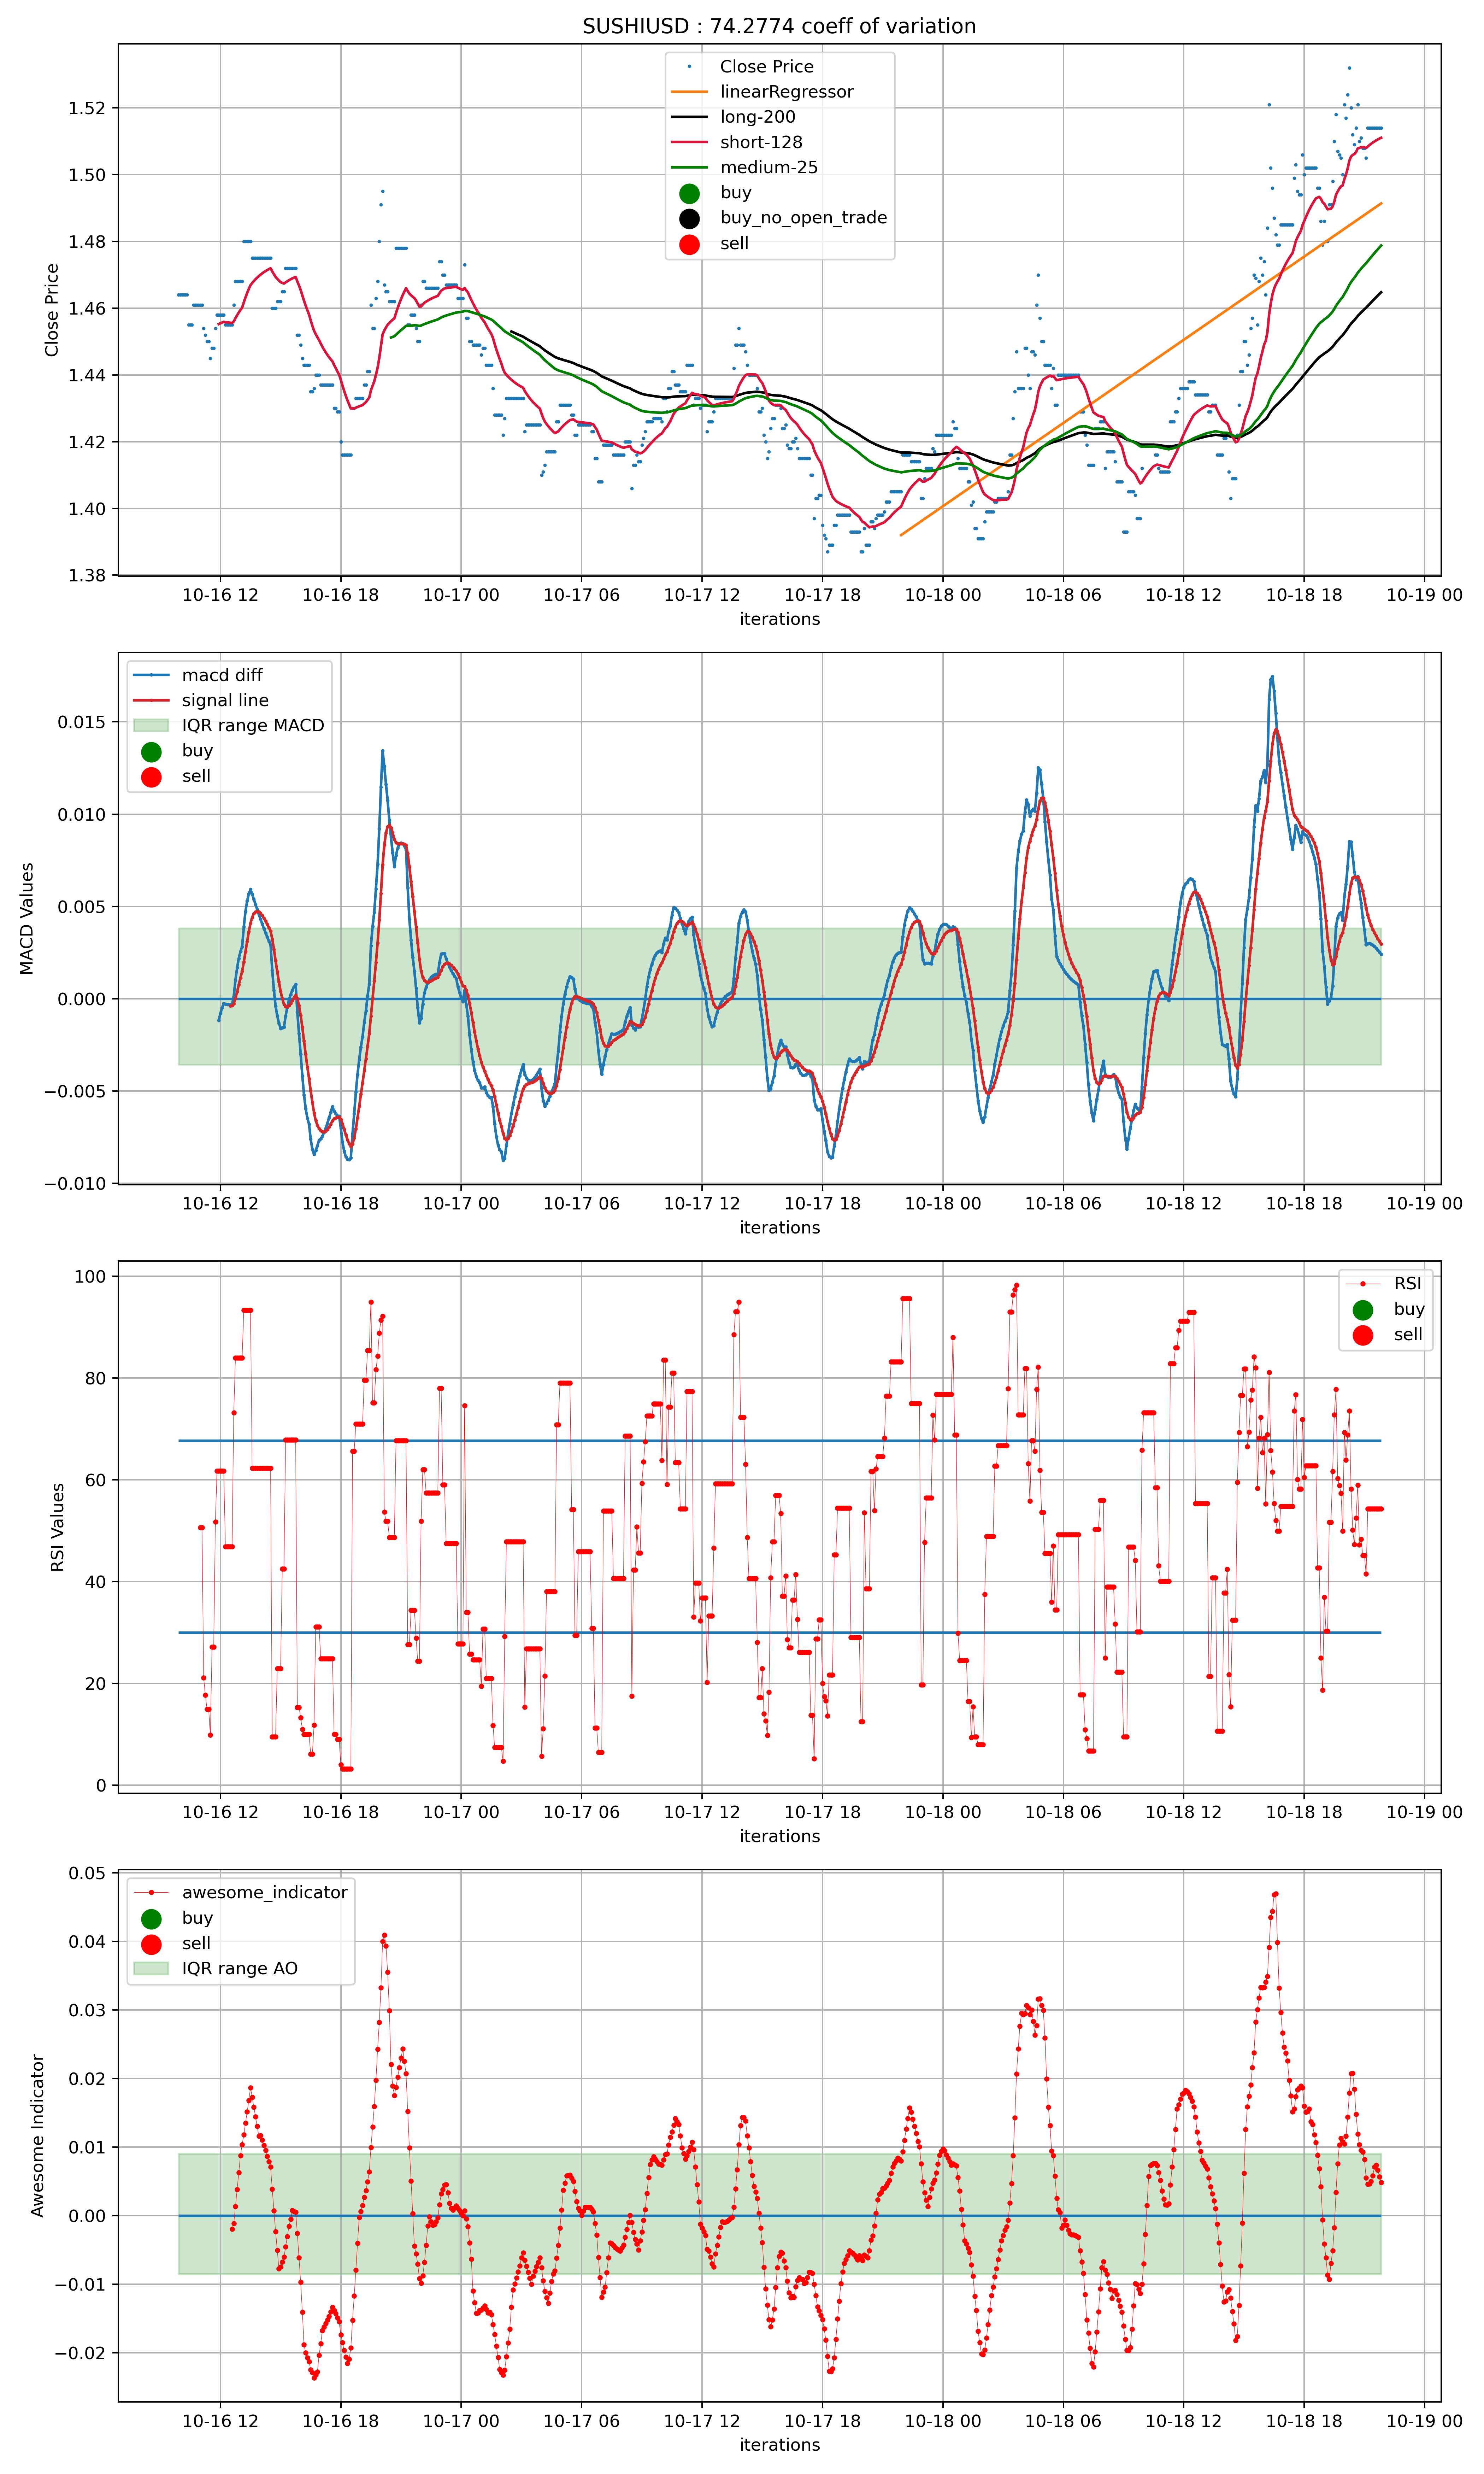 SUSHIUSD : 74.2774 coeff of variation
Close Price
1.52
1.50
1.48
1.46
1.44
1.42
1.40
1.38
Close Price
linearRegressor
long-200
short-128
medium-25
buy
buy_no_open_trade
sell
10-16 12 10-16 18 10-17 00 10-17 06 10-17 12 10-17 18 10-18 00 10-18 06 10-18 12 10-18 18 10-19 00
iterations
MACD Values
0.015
0.010
0.005
0.000
−0.005
−0.010
macd diff
signal line
IQR range MACD
buy
sell
10-16 12 10-16 18 10-17 00 10-17 06 10-17 12 10-17 18 10-18 00 10-18 06 10-18 12 10-18 18 10-19 00
iterations
RSI Values
100
80
60
40
20
0
RSI
buy
sell
10-16 12 10-16 18 10-17 00 10-17 06 10-17 12 10-17 18 10-18 00 10-18 06 10-18 12 10-18 18 10-19 00
iterations
Awesome Indicator
0.05
0.04
0.03
0.02
0.01
0.00
−0.01
−0.02
awesome_indicator
buy
sell
IQR range AO
10-16 12 10-16 18 10-17 00 10-17 06 10-17 12 10-17 18 10-18 00 10-18 06 10-18 12 10-18 18 10-19 00
iterations